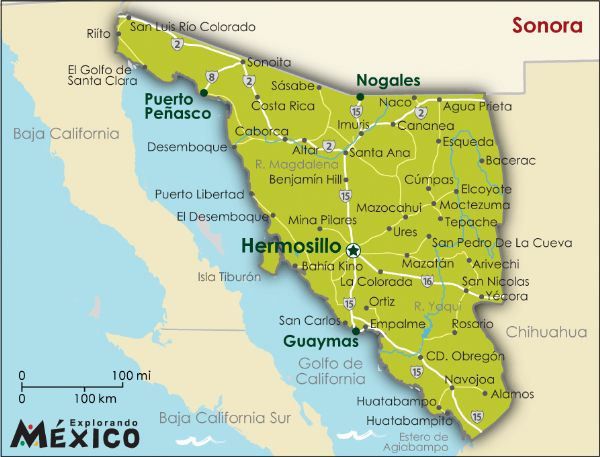 Sonora
San Luis Río Colorado
Riíto
2
Sonoita
El Golfo de
Santa Clara
8
2
Sásabe
Nogales
Naco
Agua Prieta
Puerto
Peñasco
Costa Rica
15
2
Imuris
Cananea
Baja California
Caborca
Esqueda
Desemboque
Altar
2
Santa Ana
Bacerac
R. Magdalena
Benjamín Hill
Cúmpas
Elcoyote
Puerto Libertad
15
Moctezuma
Mazocahui
El Desemboque
Mina Pilares
Tepache
Ures
Hermosillo
San Pedro De La Cueva
Mazatán
Arivechi
Isla Tiburón
Bahía Kino
La Colorada
16
San Nicolas
Yécora
15
Ortiz
R. Yaqui
San Carlos
Empalme
Rosario
Chihuahua
Guaymas
Golfo de
California
CD. Obregón
0
100 mi
0
100 km
15
Navojoa
Alamos
Huatabampo
Baja California Sur
Huatabampito
15
Estero de
Agiabampo
Explorando
MÉXICO